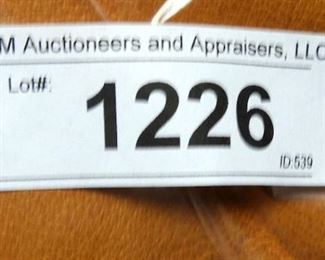 M Auctioneers and Appraisers, LLC
Lot#:
1226
ID:539